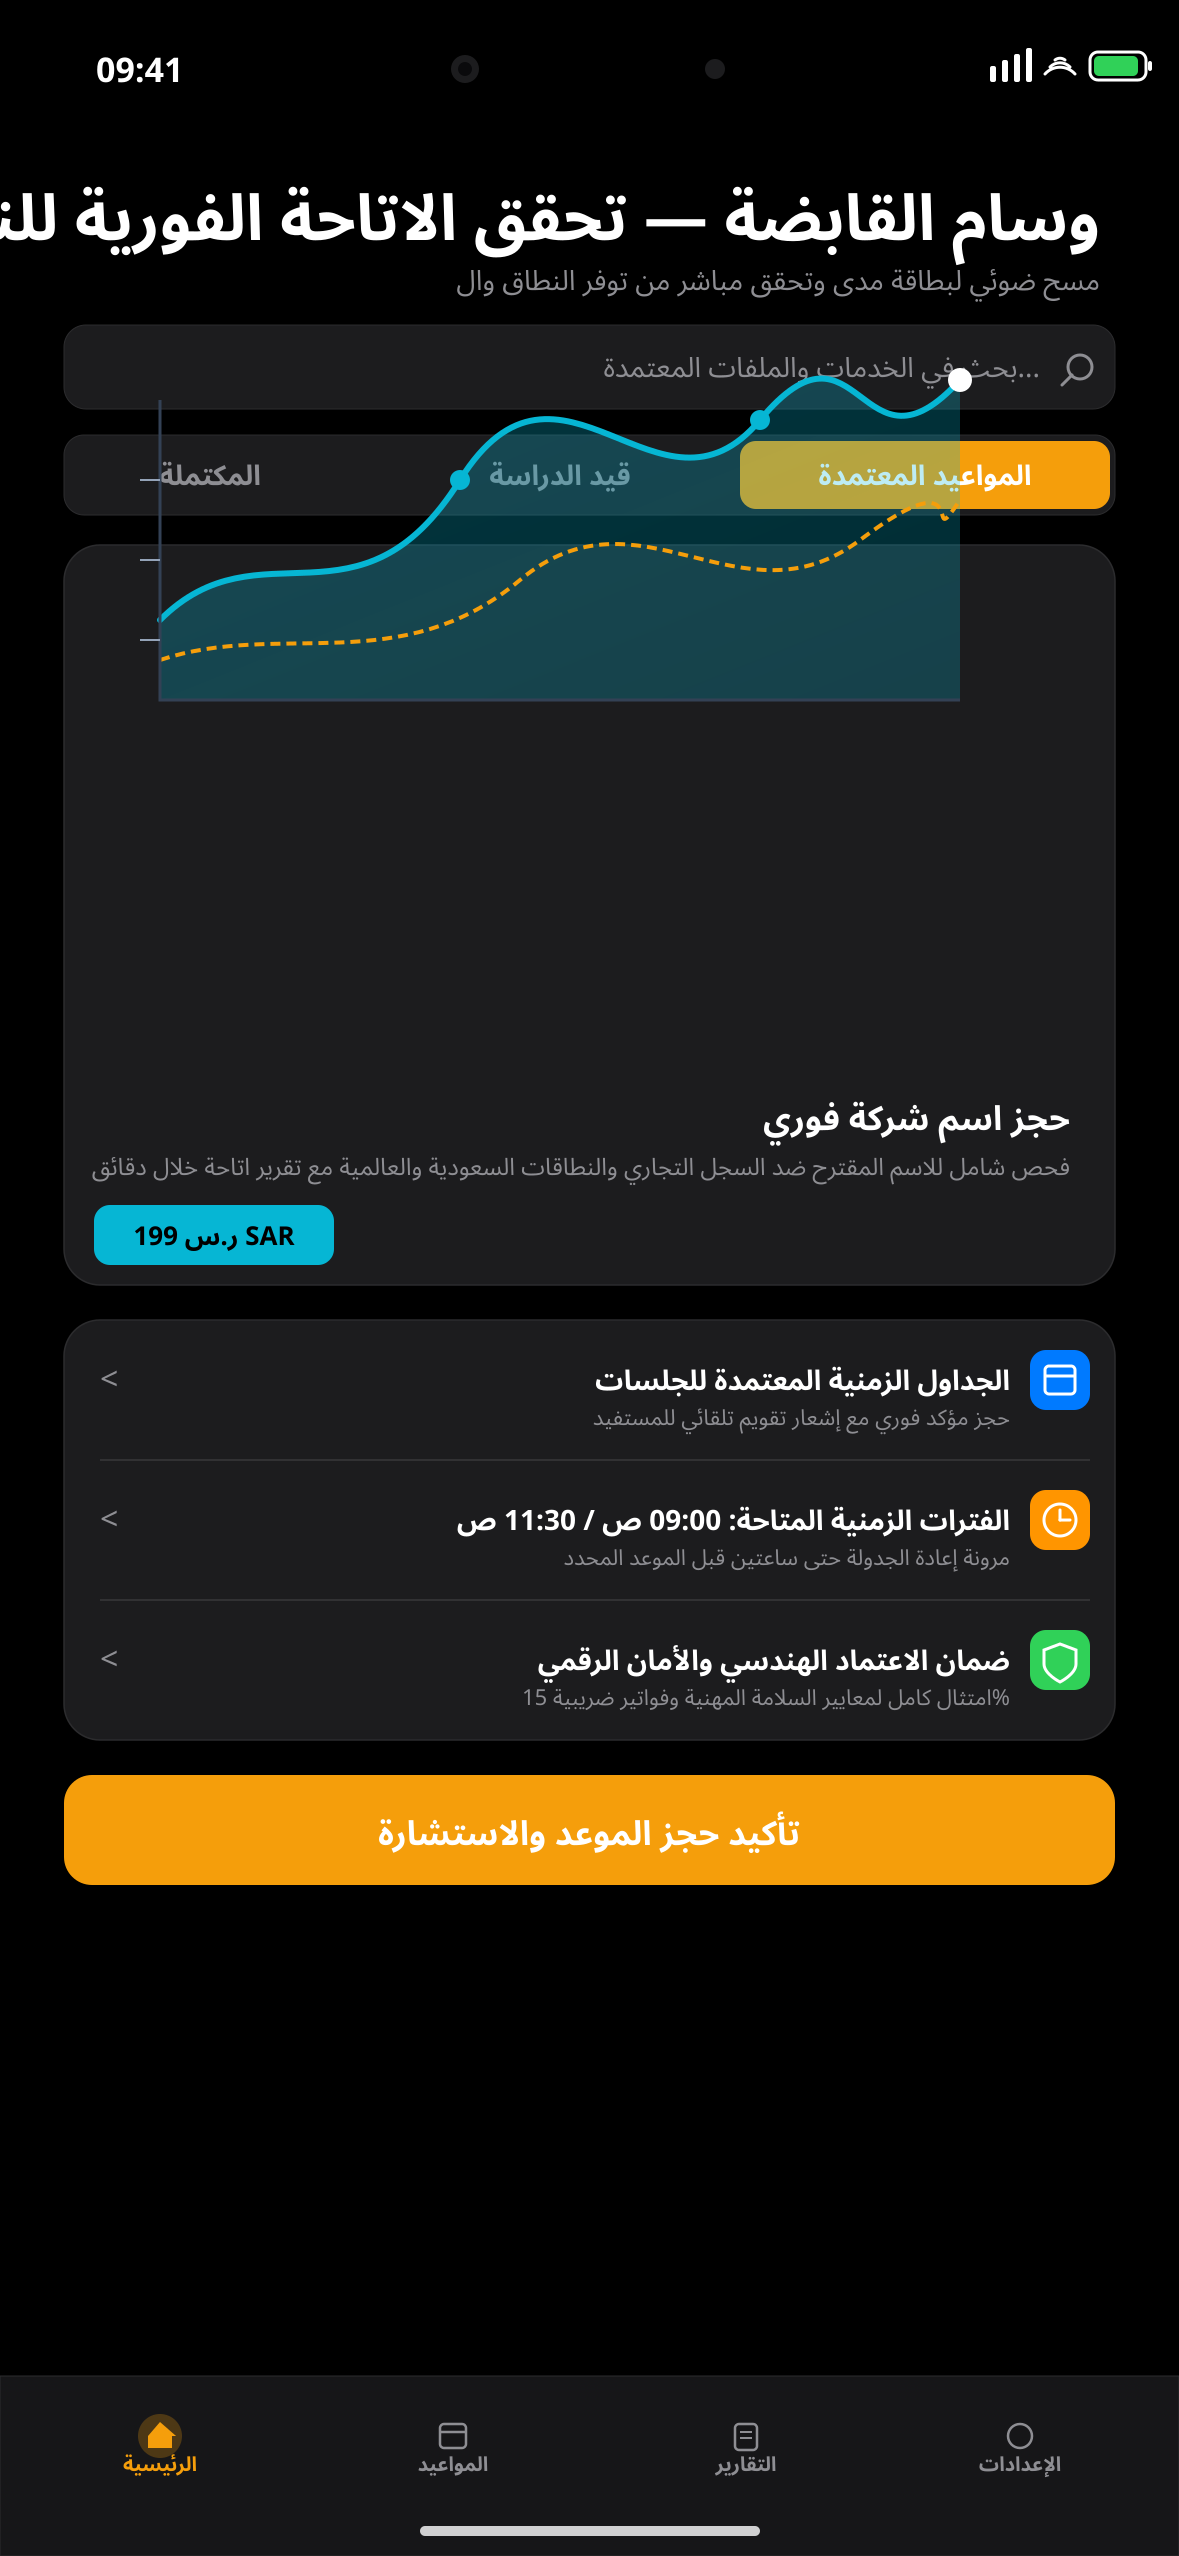 09:41
وسام القابضة — تحقق الاتاحة الفورية
مسح ضوئي لبطاقة مدى وتحقق مباشر من توفر النطاق وال
بحث في الخدمات والملفات المعتمدة...
المواعيد المعتمدة
قيد الدراسة
المكتملة
حجز اسم شركة فوري
فحص شامل للاسم المقترح ضد السجل التجاري والنطاقات السعودية والعالمية مع تقرير اتاحة خلال دقائق
199 ر.س SAR
الجداول الزمنية المعتمدة للجلسات
حجز مؤكد فوري مع إشعار تقويم تلقائي للمستفيد
الفترات الزمنية المتاحة: 09:00 ص / 11:30 ص
مرونة إعادة الجدولة حتى ساعتين قبل الموعد المحدد
ضمان الاعتماد الهندسي والأمان الرقمي
امتثال كامل لمعايير السلامة المهنية وفواتير ضريبية 15%
تأكيد حجز الموعد والاستشارة
الإعدادات
التقارير
المواعيد
الرئيسية